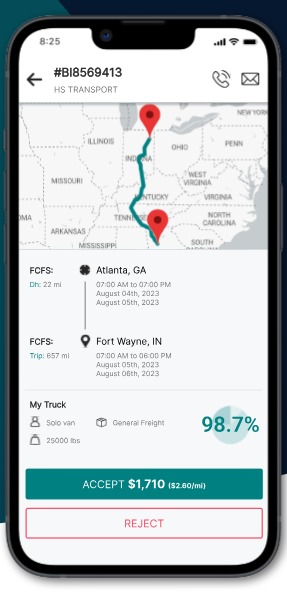 8:25
#BI8569413
HS TRANSPORT
NEW YORK
ILLINOIS
OHIO
PENN
INDIANA
MISSOURI
WEST
VIRGINIA
KENTUCKY
VIRGINIA
OMA
TENNESSEE
NORTH
CAROLINA
ARKANSAS
MISSISSIPPI
SOUTH
FCFS:
Atlanta, GA
Dh: 22 mi
07:00 AM to 07:00 PM
August 04th, 2023
August 05th, 2023
FCFS:
Fort Wayne, IN
Trip: 657 mi
07:00 AM to 06:00 PM
August 05th, 2023
August 06th, 2023
My Truck
Solo van
General Freight
98.7%
25000 lbs
ACCEPT $1,710 ($2.60/mi)
REJECT